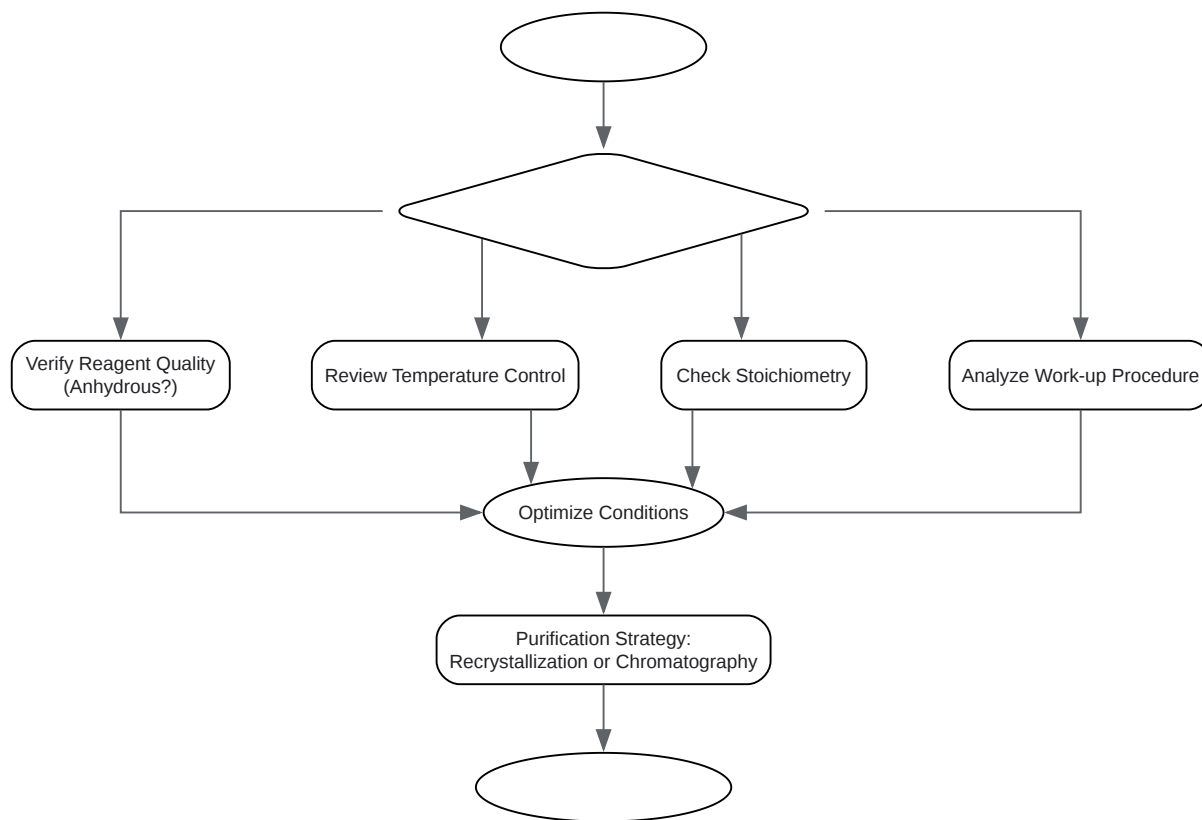 Verify Reagent Quality
(Anhydrous?)
Review Temperature Control
Check Stoichiometry
Analyze Work-up Procedure
Optimize Conditions
Purification Strategy:
Recrystallization or Chromatography